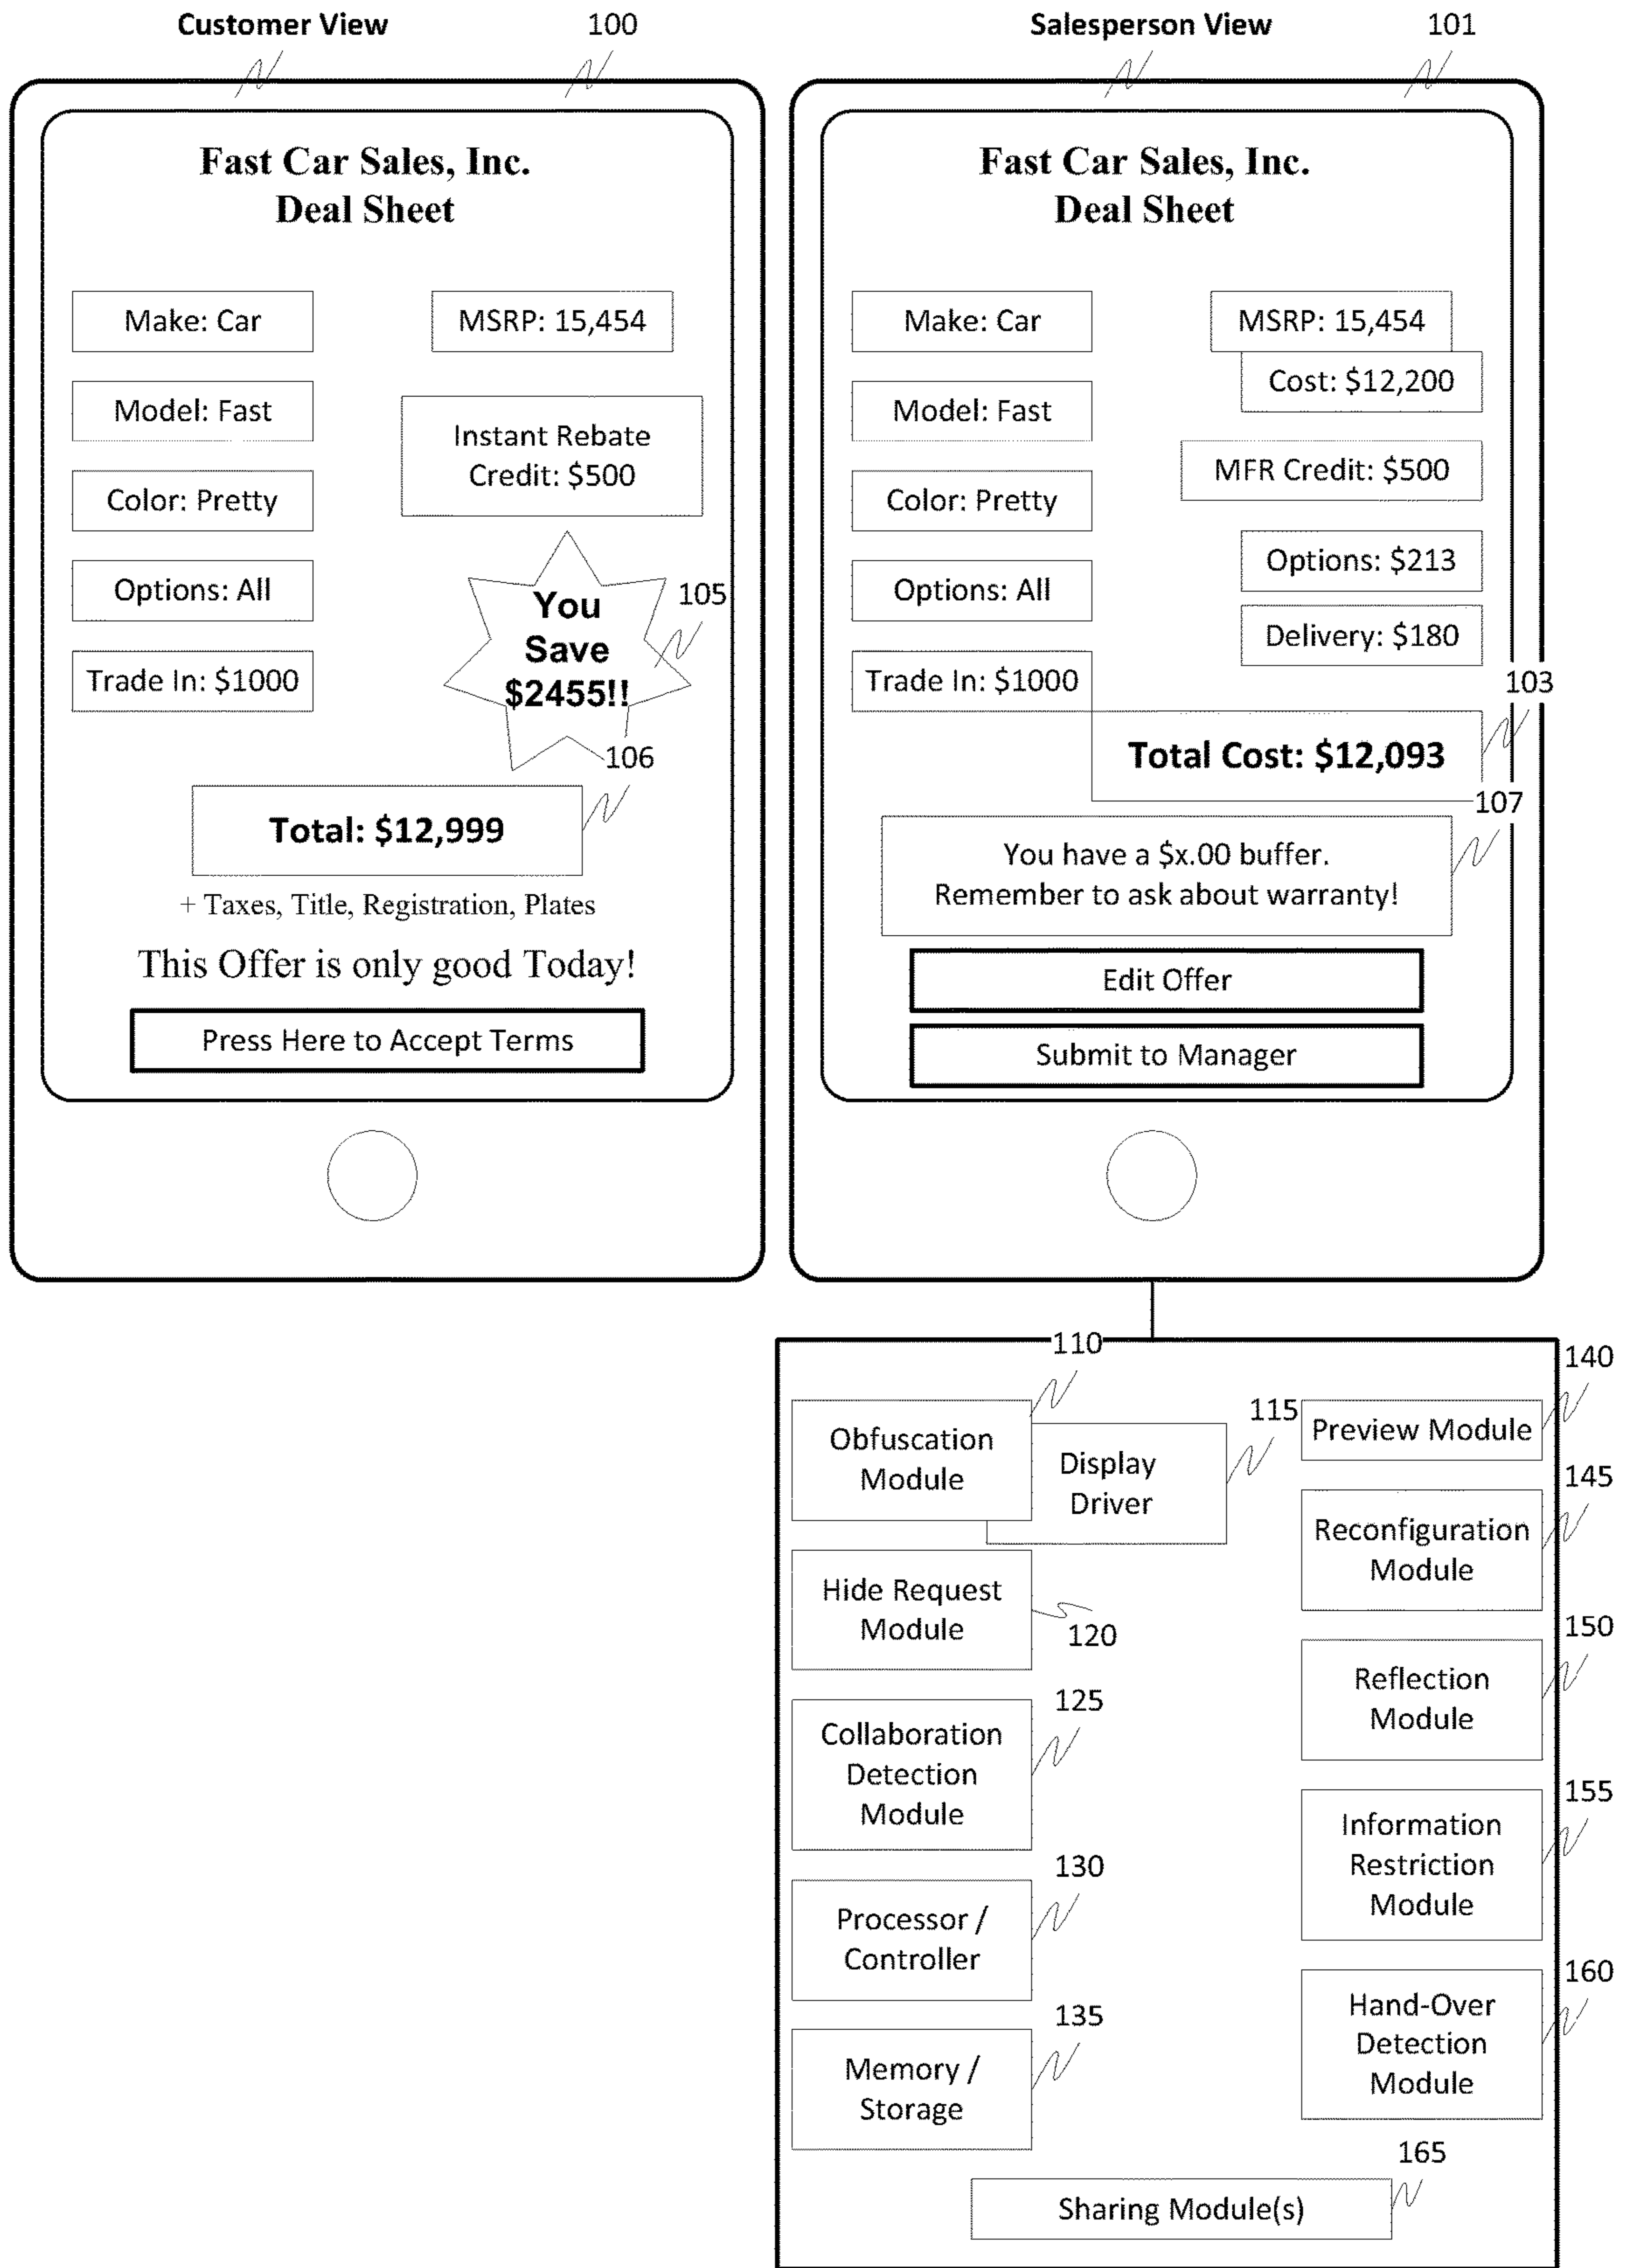 Customer View
100
Fast Car Sales, Inc.
Deal Sheet
Make: Car
MSRP: 15,454
Model: Fast
Instant Rebate
Credit: $500
Color: Pretty
Options: All
You
Save
$2455!!
105
Trade In: $1000
106
Total: $12,999
+ Taxes, Title, Registration, Plates
This Offer is only good Today!
Press Here to Accept Terms
Salesperson View
101
Fast Car Sales, Inc.
Deal Sheet
Make: Car
MSRP: 15,454
Cost: $12,200
Model: Fast
MFR Credit: $500
Color: Pretty
Options: $213
Options: All
Delivery: $180
Trade In: $1000
103
Total Cost: $12,093
107
You have a $x.00 buffer.
Remember to ask about warranty!
Edit Offer
Submit to Manager
110
Obfuscation
Module
115
Display
Driver
Hide Request
Module
120
125
Collaboration
Detection
Module
130
Processor /
Controller
135
Memory /
Storage
140
Preview Module
145
Reconfiguration
Module
150
Reflection
Module
155
Information
Restriction
Module
160
Hand-Over
Detection
Module
165
Sharing Module(s)